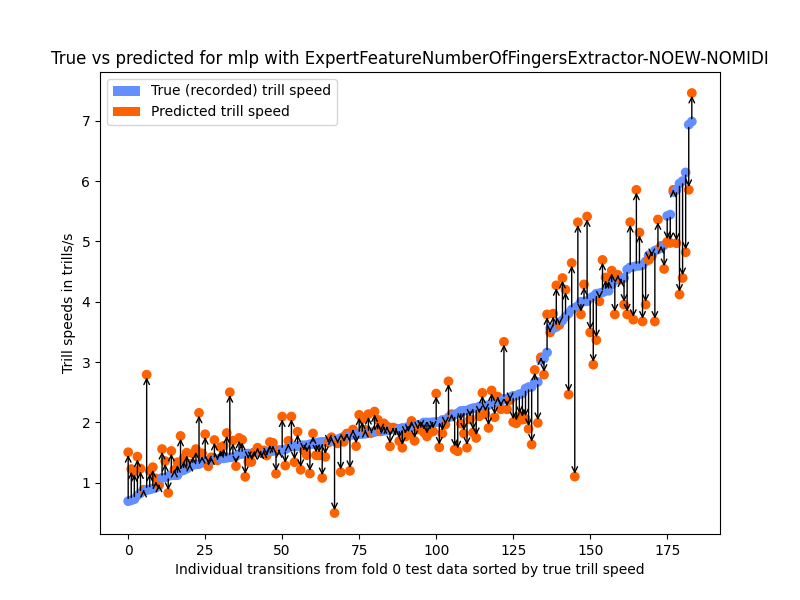 True vs predicted for mlp with ExpertFeatureNumberOfFingersExtractor-NOEW-NOMIDI
True (recorded) trill speed
Predicted trill speed
Trill speeds in trills/s
7
6
5
4
3
2
1
0 25 50 75 100 125 150 175
Individual transitions from fold 0 test data sorted by true trill speed